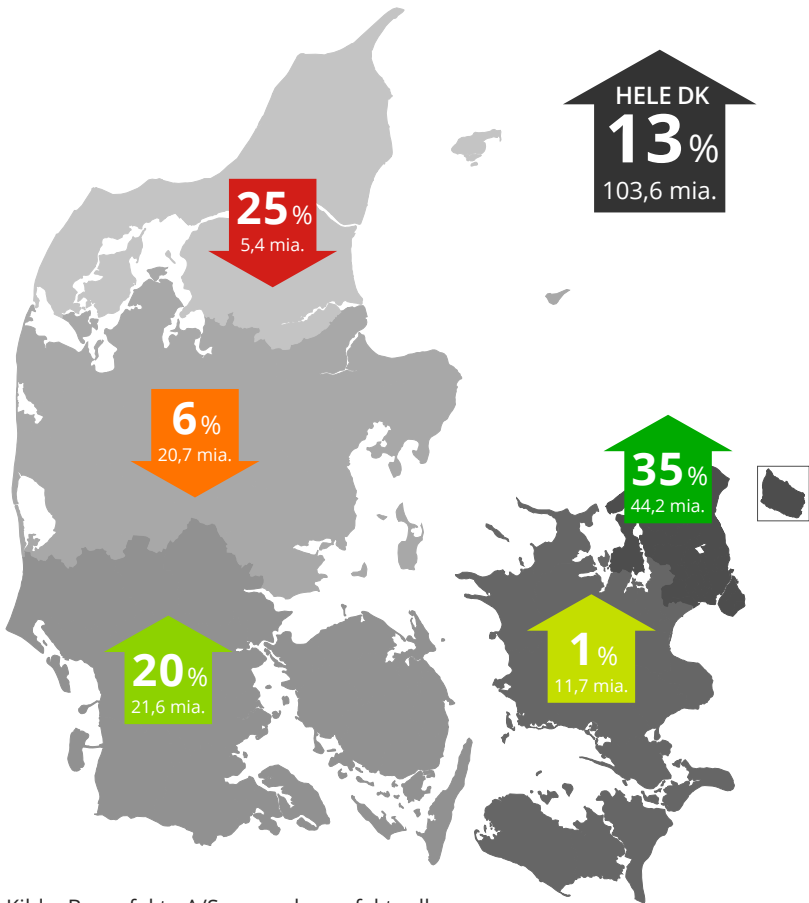 HELE DK
13 %
103,6 mia.
25 %
5,4 mia.
6 %
20,7 mia.
35 %
44,2 mia.
1 %
11,7 mia.
20 %
21,6 mia.